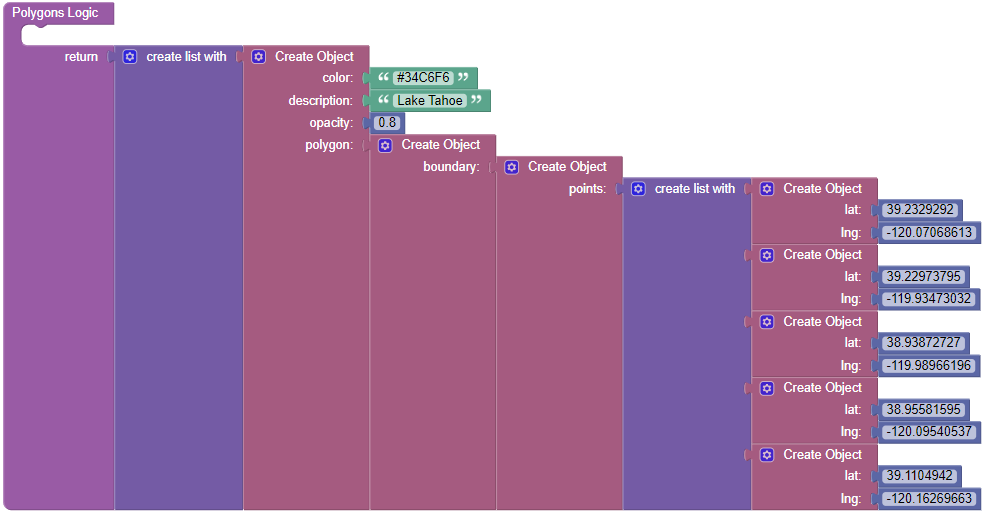 Polygons Logic
return create list with Create Object
color: “ #34C6F6 ”
description: “ Lake Tahoe ”
opacity: 0.8
polygon: Create Object
boundary: Create Object
points: create list with Create Object
lat: 39.2329292
lng: -120.07068613
Create Object
lat: 39.22973795
lng: -119.93473032
Create Object
lat: 38.93872727
lng: -119.98966196
Create Object
lat: 38.95581595
lng: -120.09540537
Create Object
lat: 39.1104942
lng: -120.16269663